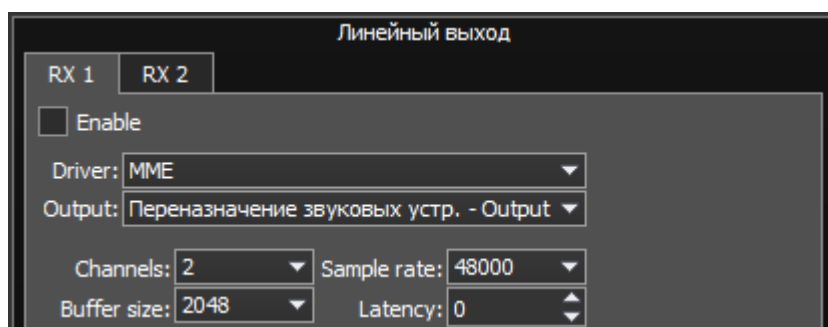 Линейный выход
RX 1 RX 2
Enable
Driver: MME
Output: Переназначение звуковых устр. - Output
Channels: 2 Sample rate: 48000
Buffer size: 2048 Latency: 0